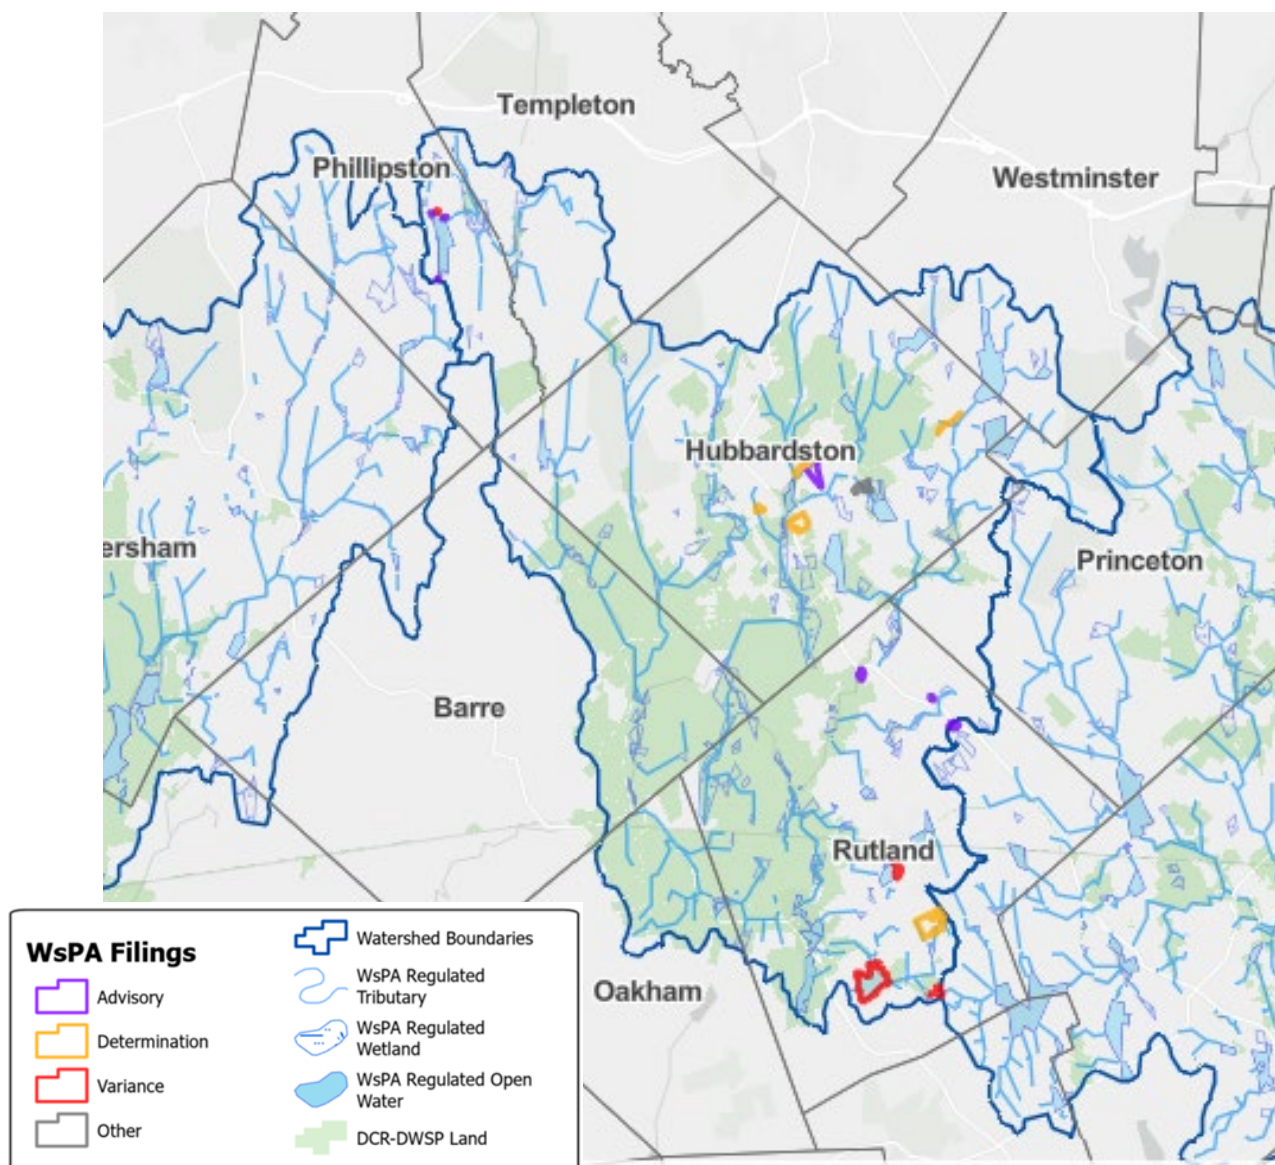 Templeton
Phillipston
Westminster
Hubbardston
ersham
Princeton
Barre
Rutland
Oakham
WsPA Filings
Advisory
Determination
Variance
Other
Watershed Boundaries
WsPA Regulated
Tributary
WsPA Regulated
Wetland
WsPA Regulated Open
Water
DCR-DWSP Land